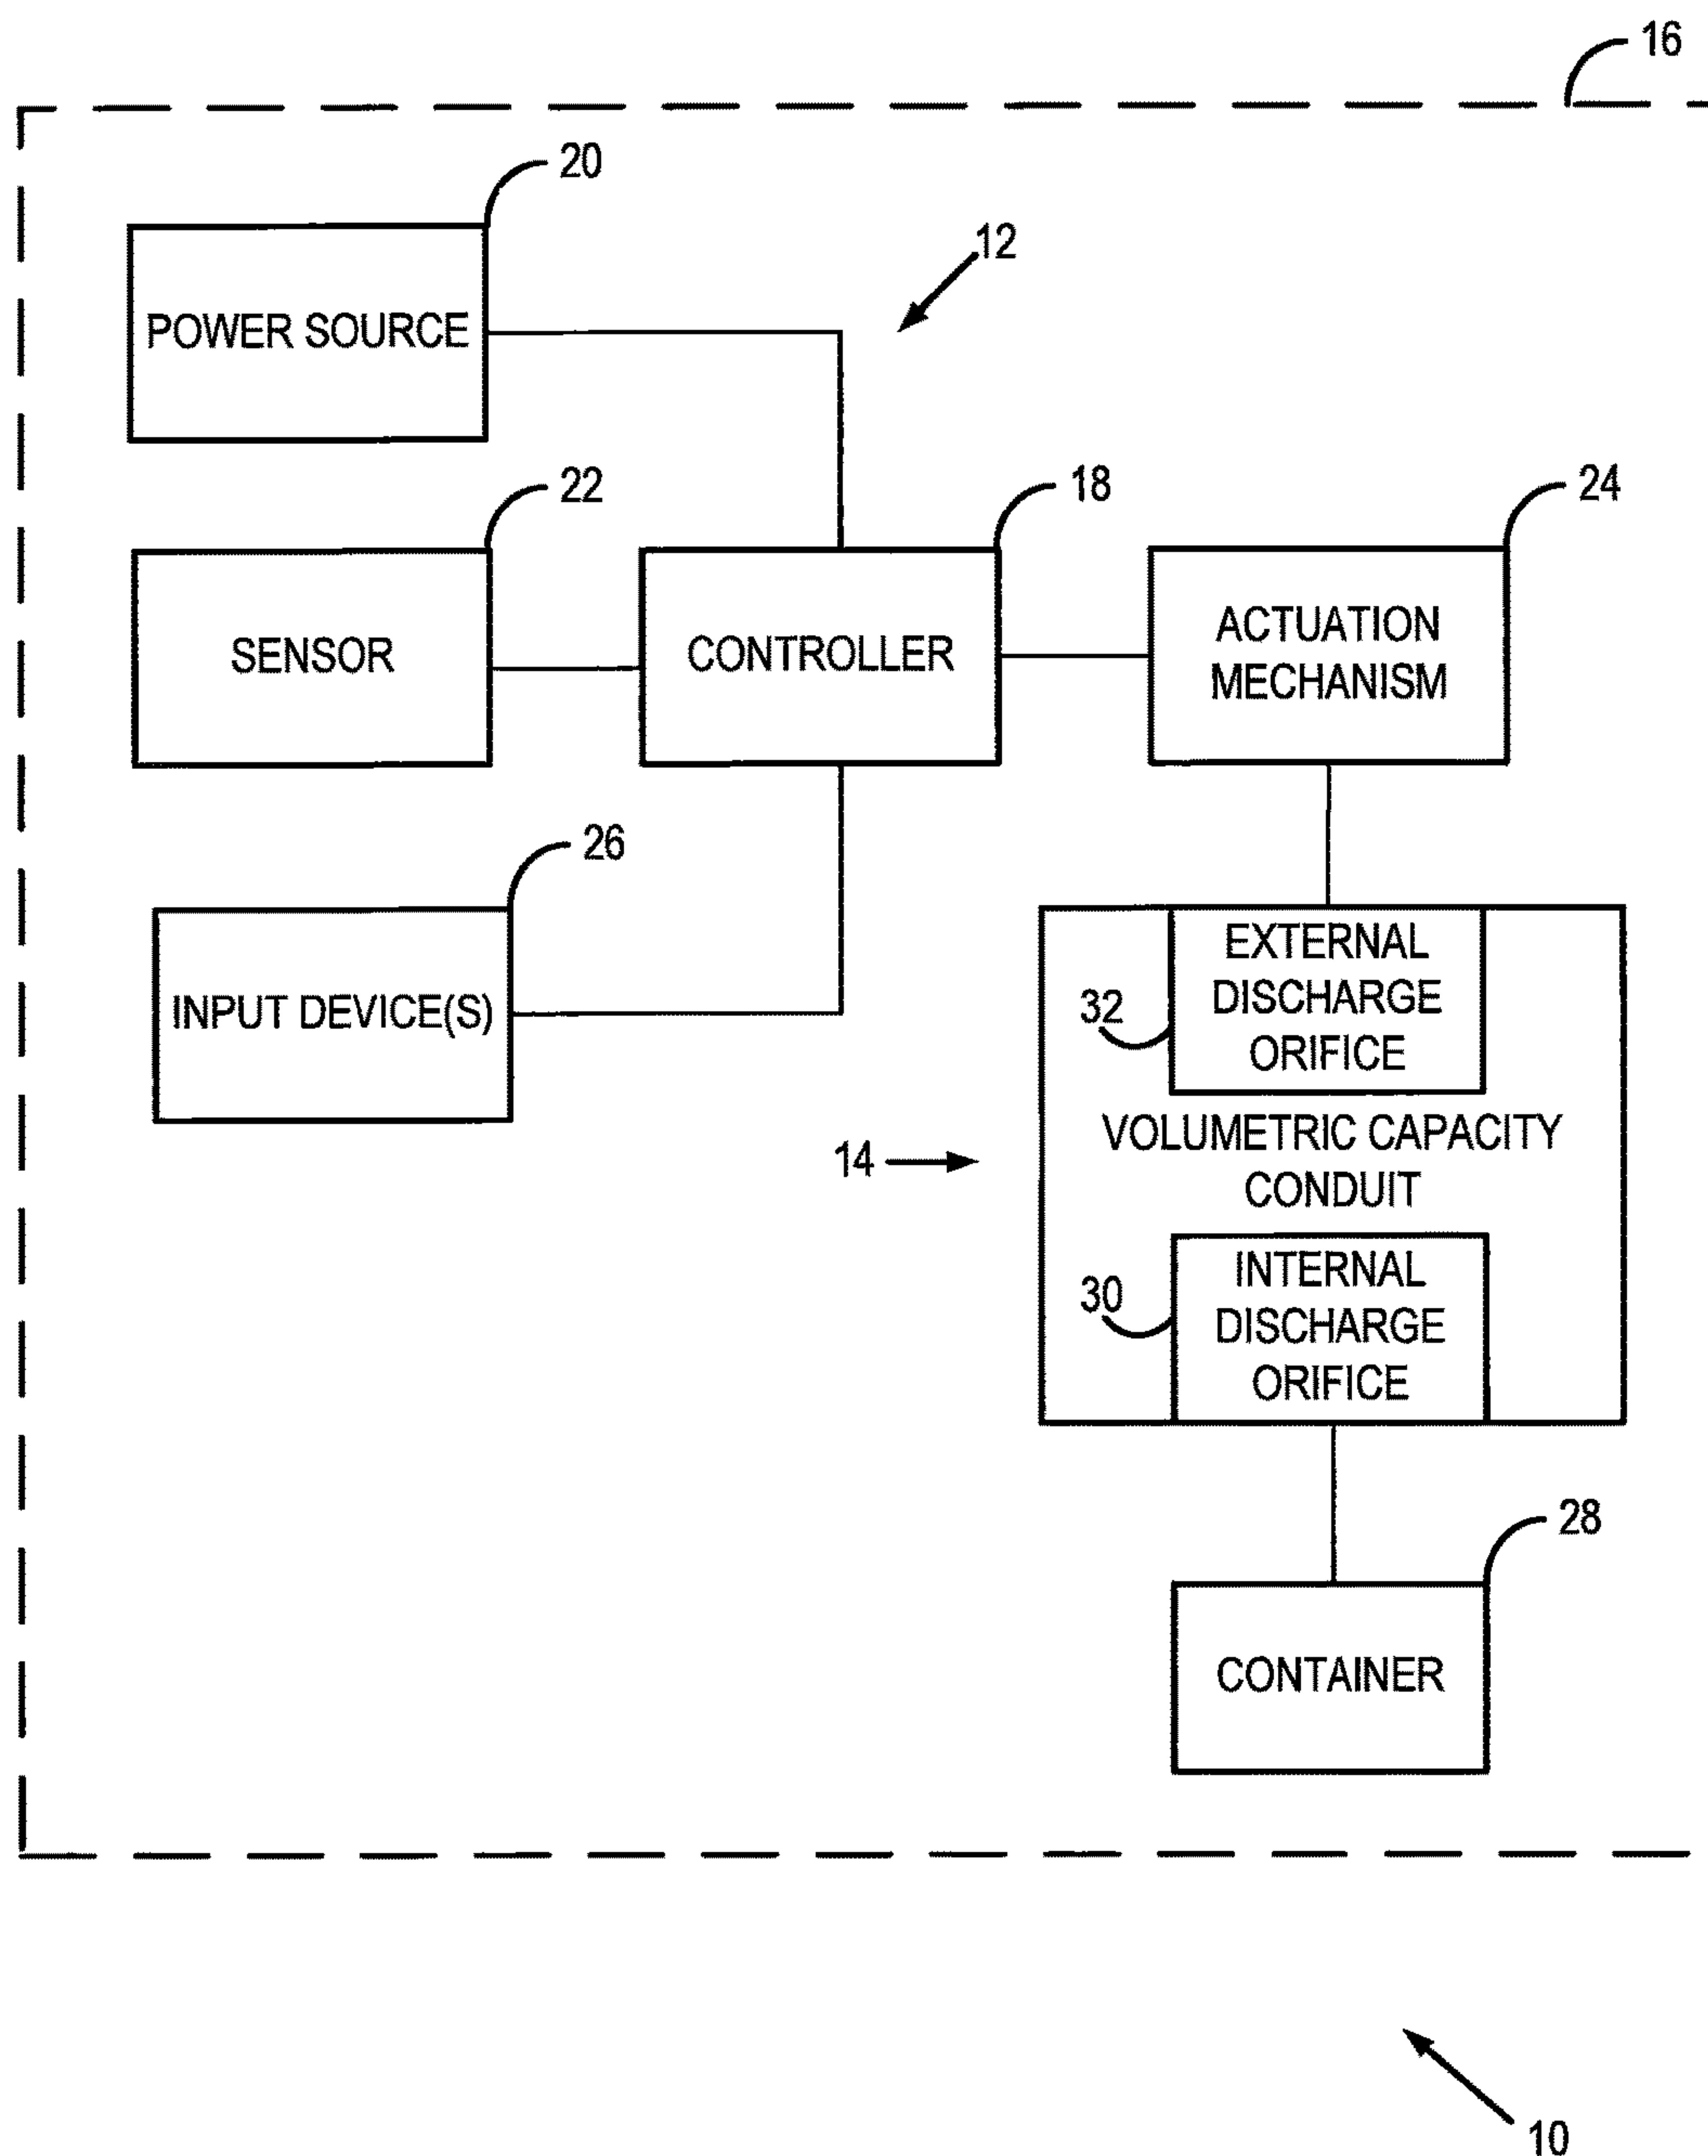 16
20
POWER SOURCE
12
22
SENSOR
18
CONTROLLER
24
ACTUATION
MECHANISM
26
INPUT DEVICE(S)
EXTERNAL
DISCHARGE
ORIFICE
32
VOLUMETRIC CAPACITY
CONDUIT
14
INTERNAL
DISCHARGE
ORIFICE
30
28
CONTAINER
10